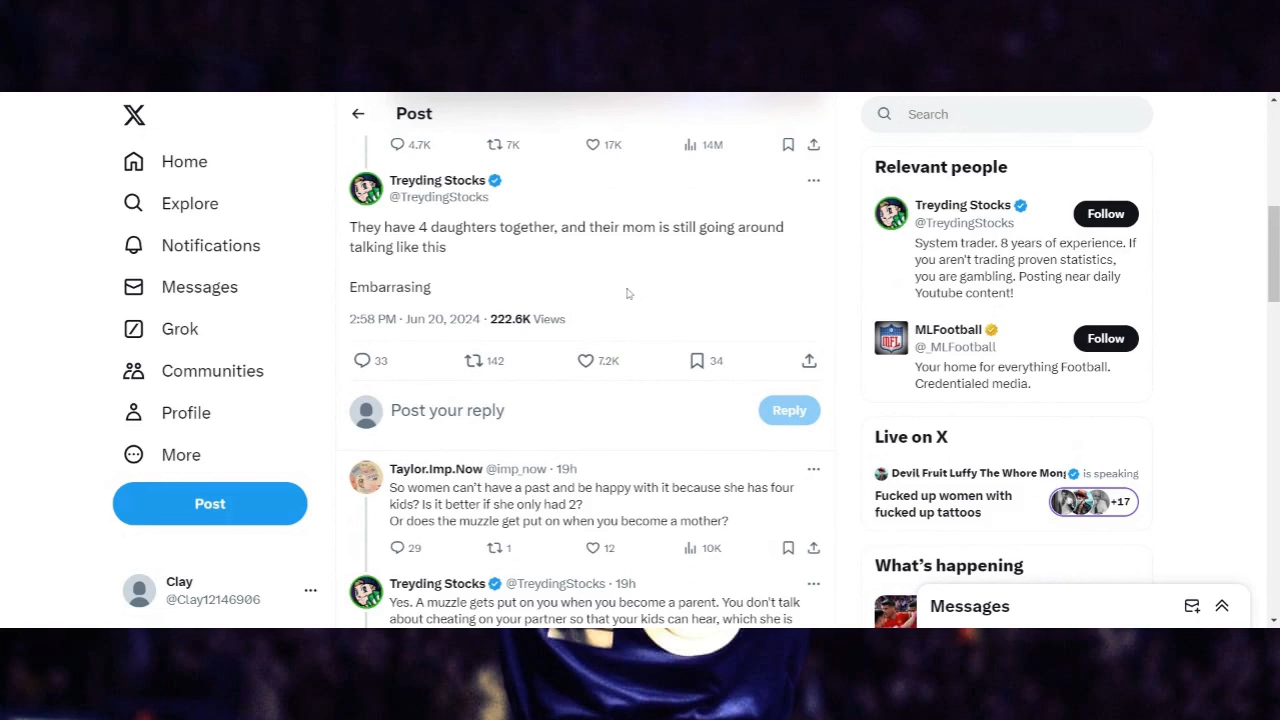 Post
Search
4.7K 7K 17K 14M
Treyding Stocks
@TreydingStocks
They have 4 daughters together, and their mom is still going around
talking like this
Embarrasing
2:58 PM · Jun 20, 2024 · 222.6K Views
33 142 7.2K 34
Post your reply
Reply
Taylor.Imp.Now @imp_now · 19h
So women can’t have a past and be happy with it because she has four
kids? Is it better if she only had 2?
Or does the muzzle get put on when you become a mother?
29 1 12 10K
Treyding Stocks @TreydingStocks · 19h
Yes. A muzzle gets put on you when you become a parent. You don't talk
about cheating on your partner so that your kids can hear, which she is
X
Home
Explore
Notifications
Messages
Grok
Communities
Profile
More
Post
Clay
@Clay12146906
Relevant people
Treyding Stocks
@TreydingStocks
Follow
System trader. 8 years of experience. If
you aren't trading proven statistics,
you are gambling. Posting near daily
Youtube content!
MLFootball
@_MLFootball
Follow
Your home for everything Football.
Credentialed media.
Live on X
Devil Fruit Luffy The Whore Mong is speaking
Fucked up women with
fucked up tattoos
+17
What’s happening
Messages